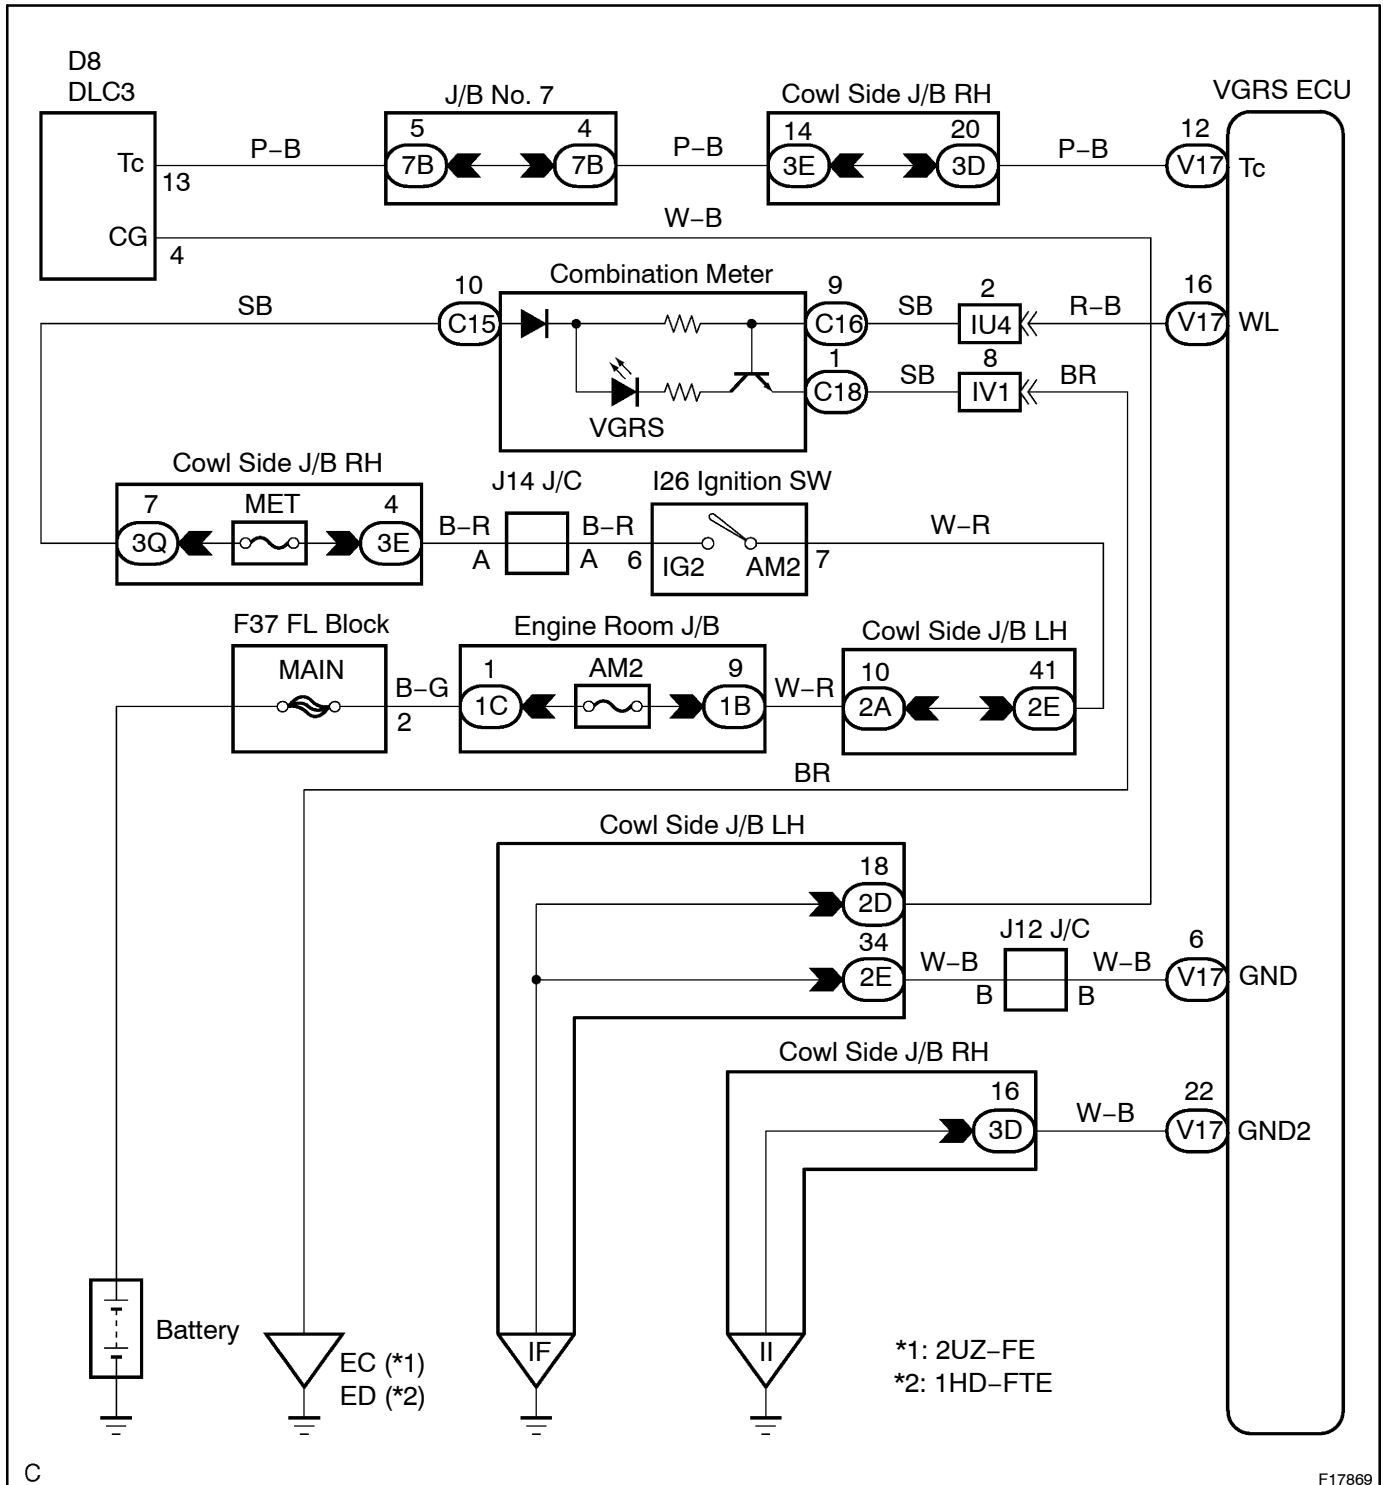 D8
DLC3
J/B No. 7
Cowl Side J/B RH
VGRS ECU
5
4
14
20
12
Tc
P−B
7B
7B
P−B
3E
3D
P−B
V17
Tc
13
W−B
CG
4
Combination Meter
10
9
2
16
SB
C15
C16
SB
IU4
R−B
V17
WL
1
8
C18
SB
IV1
BR
VGRS
Cowl Side J/B RH
J14 J/C
I26 Ignition SW
7
MET
4
3Q
3E
B−R
B−R
W−R
A
A
6
IG2
AM2
7
F37 FL Block
Engine Room J/B
Cowl Side J/B LH
MAIN
1
AM2
9
10
41
B−G
2
1C
1B
W−R
2A
2E
BR
Cowl Side J/B LH
18
2D
J12 J/C
34
6
2E
W−B
W−B
V17
GND
B
B
Cowl Side J/B RH
16
22
3D
W−B
V17
GND2
Battery
EC (*1)
ED (*2)
IF
II
*1: 2UZ−FE
*2: 1HD−FTE
C
F17869